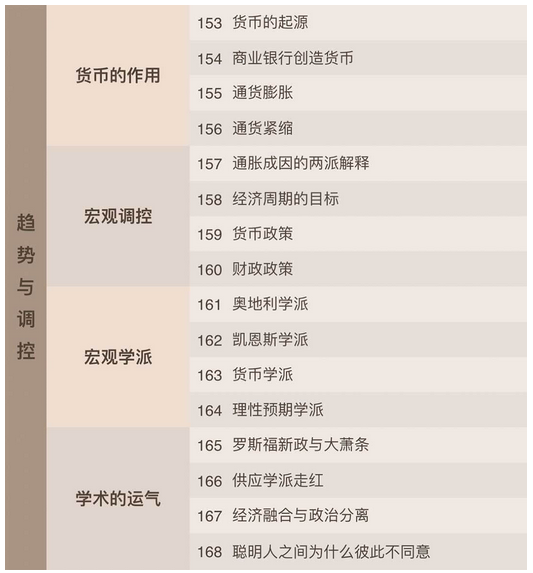 趋势与调控
货币的作用
153 货币的起源
154 商业银行创造货币
155 通货膨胀
156 通货紧缩
宏观调控
157 通胀成因的两派解释
158 经济周期的目标
159 货币政策
160 财政政策
宏观学派
161 奥地利学派
162 凯恩斯学派
163 货币学派
164 理性预期学派
学术的运气
165 罗斯福新政与大萧条
166 供应学派走红
167 经济融合与政治分离
168 聪明人之间为什么彼此不同意